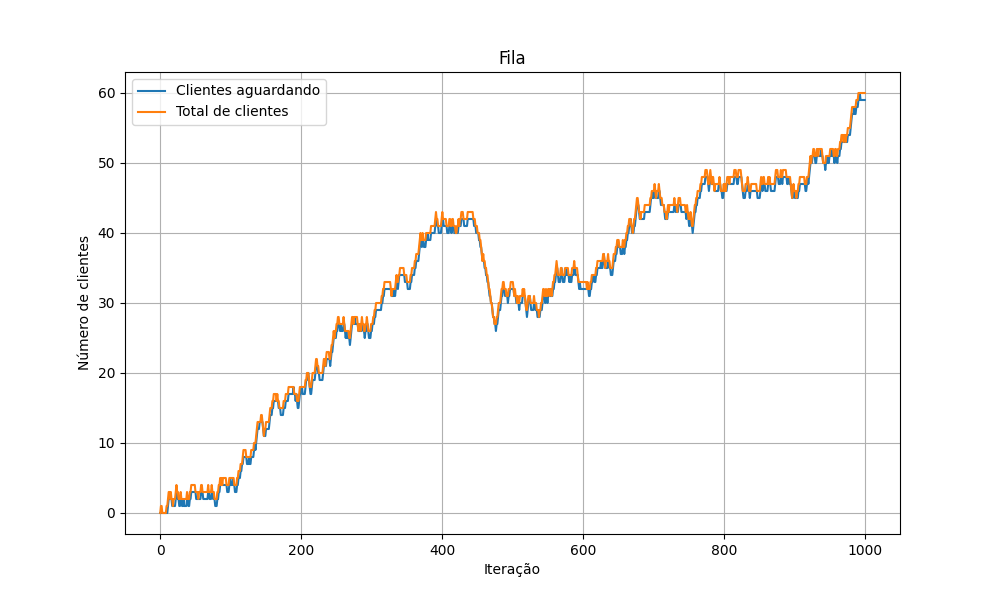 Fila
Clientes aguardando
Total de clientes
60
50
40
30
20
10
0
Número de clientes
0 200 400 600 800 1000
Iteração